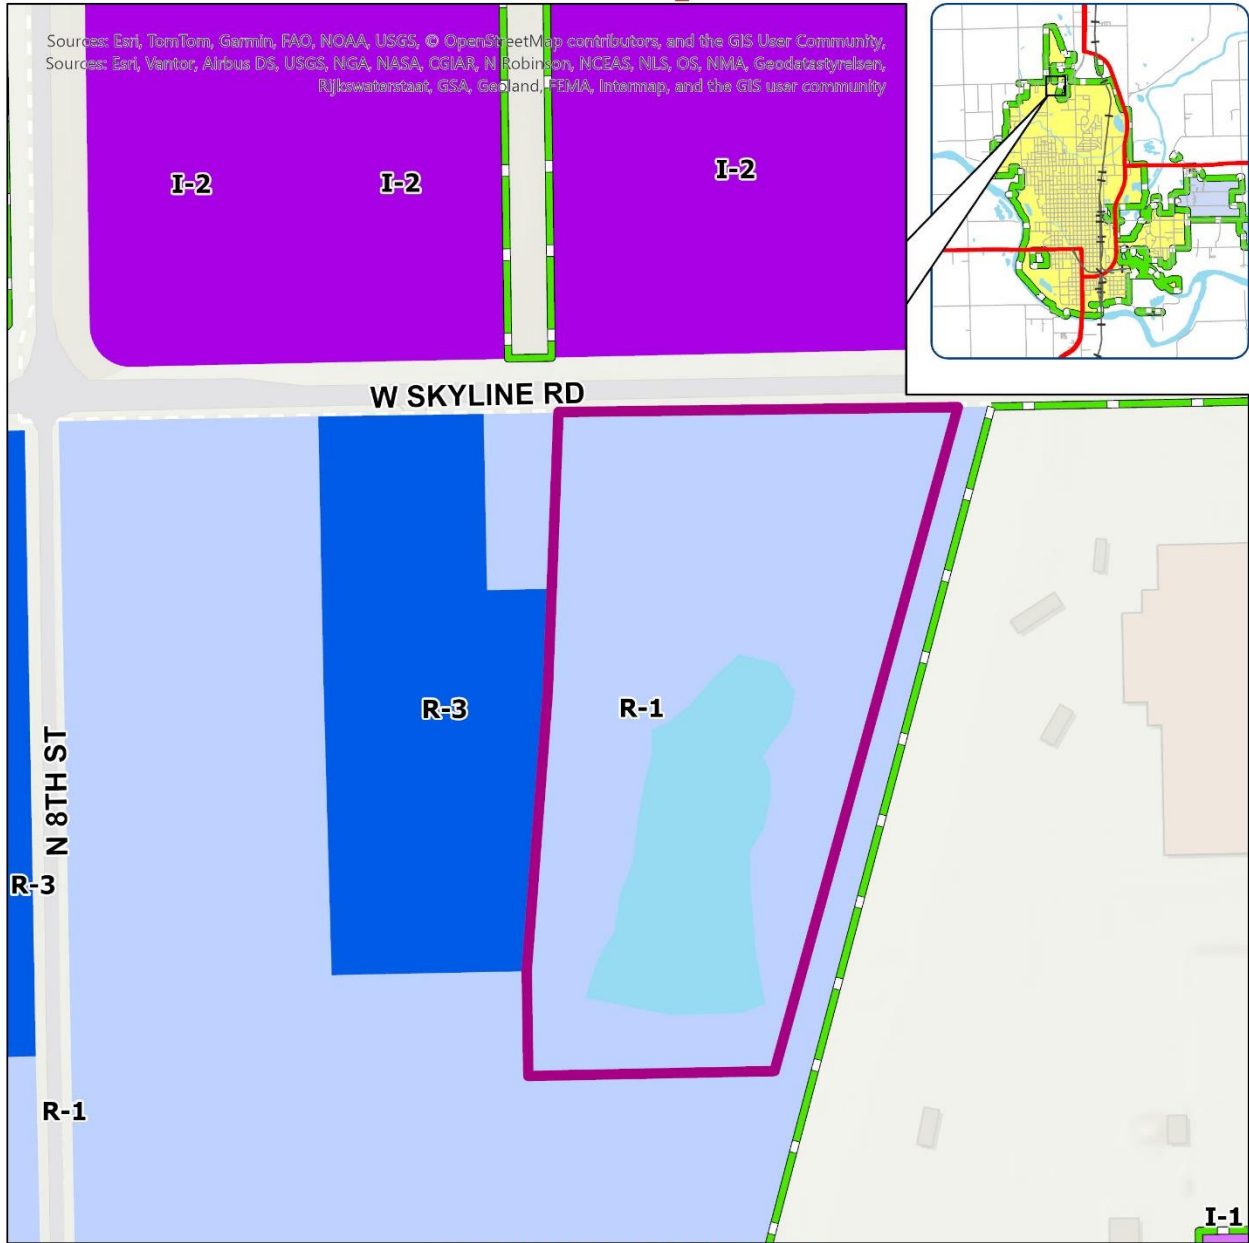 Sources: Esri, TomTom, Garmin, FAO, NOAA, USGS, © OpenStreetMap contributors, and the GIS User Community,
Sources: Esri, Vantor, Airbus DS, USGS, NGA, NASA, CGIAR, N Robinson, NCEAS, NLS, OS, NMA, Geodatastyrelsen,
Rijkswaterstaat, GSA, Geoland, FEMA, Intermap, and the GIS user community
I-2
I-2
I-2
W SKYLINE RD
R-3
R-1
N 8TH ST
R-3
R-1
I-1